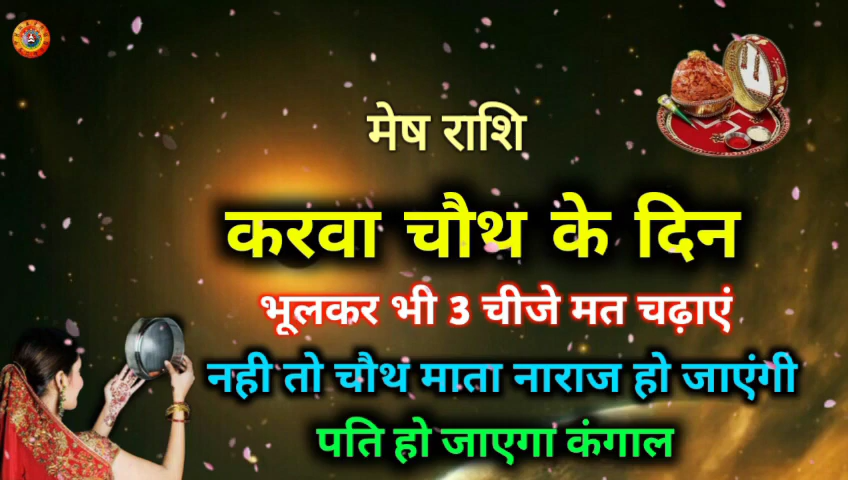 मेष राशि
करवा चौथ के दिन
भूलकर भी 3 चीजे मत चढ़ाएं
नही तो चौथ माता नाराज हो जाएंगी
पति हो जाएगा कंगाल